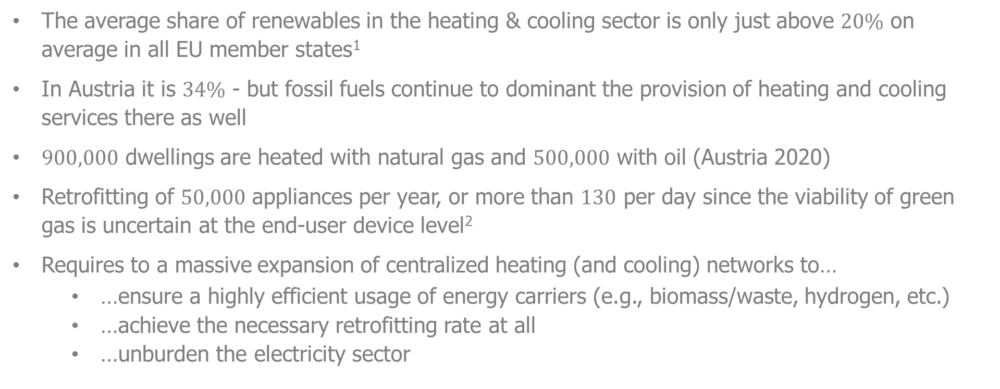 • The average share of renewables in the heating & cooling sector is only just above 20% on
average in all EU member states¹
• In Austria it is 34% - but fossil fuels continue to dominant the provision of heating and cooling
services there as well
• 900,000 dwellings are heated with natural gas and 500,000 with oil (Austria 2020)
• Retrofitting of 50,000 appliances per year, or more than 130 per day since the viability of green
gas is uncertain at the end-user device level²
• Requires to a massive expansion of centralized heating (and cooling) networks to…
• …ensure a highly efficient usage of energy carriers (e.g., biomass/waste, hydrogen, etc.)
• …achieve the necessary retrofitting rate at all
• …unburden the electricity sector